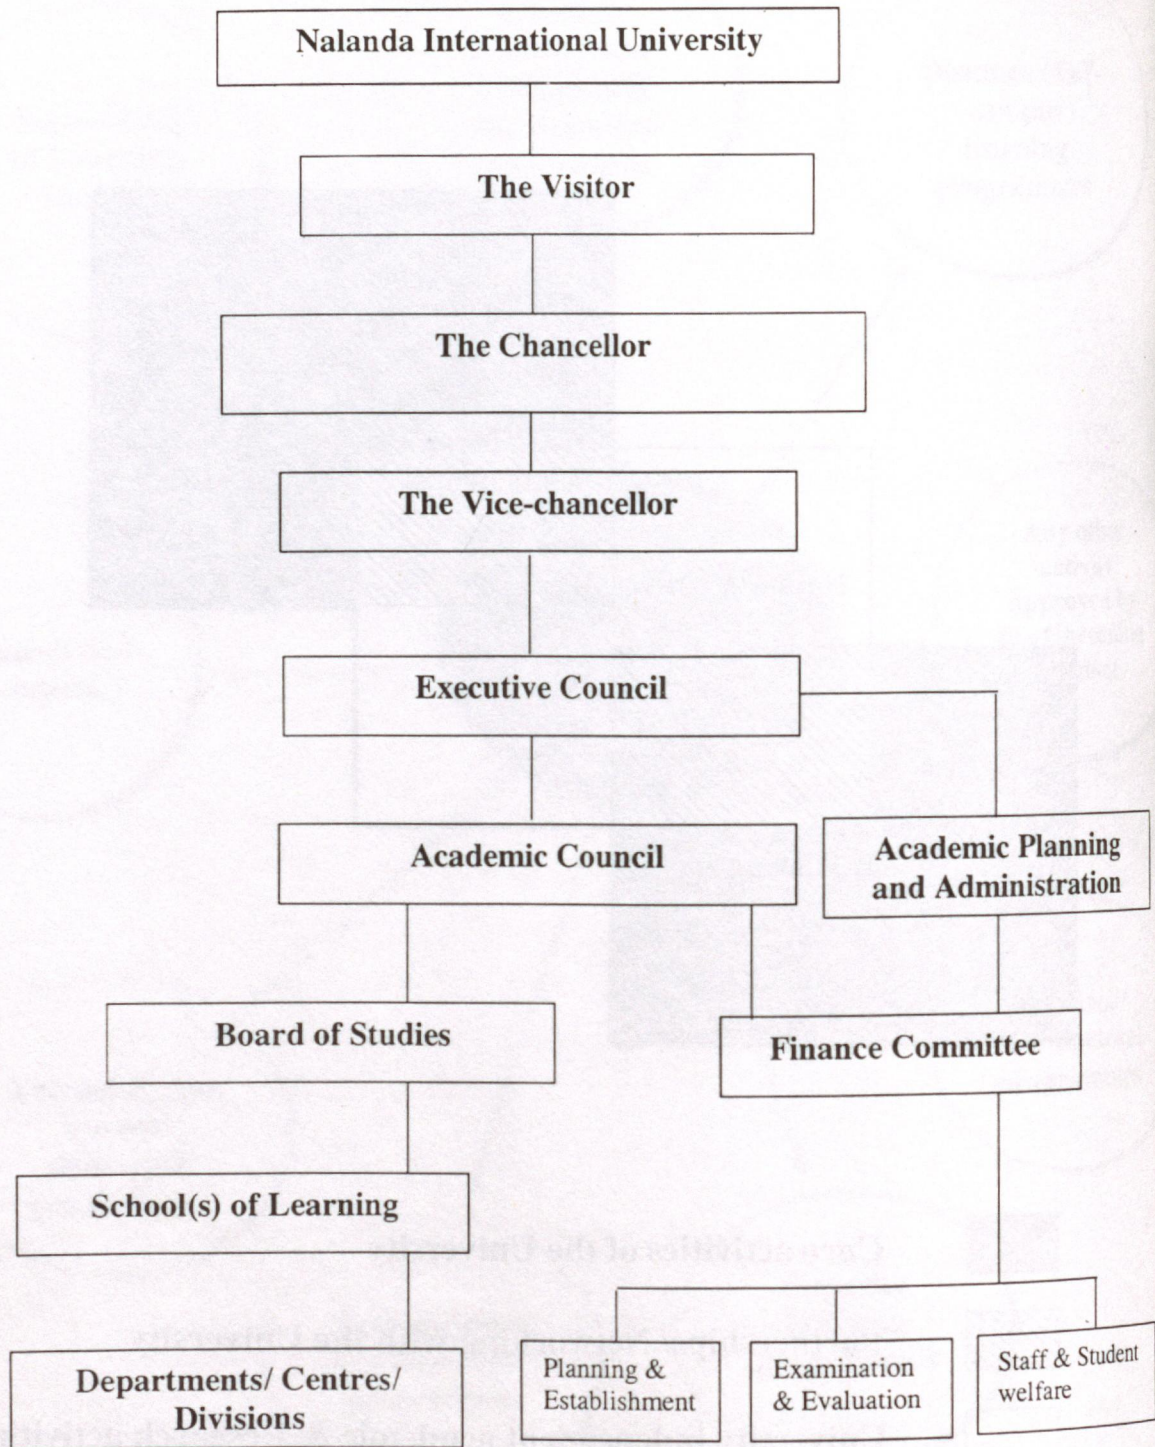 Nalanda International University
The Visitor
The Chancellor
The Vice-chancellor
Executive Council
Academic Council
Academic Planning
and Administration
Board of Studies
Finance Committee
School(s) of Learning
Departments/ Centres/
Divisions
Planning &
Establishment
Examination
& Evaluation
Staff & Student
welfare